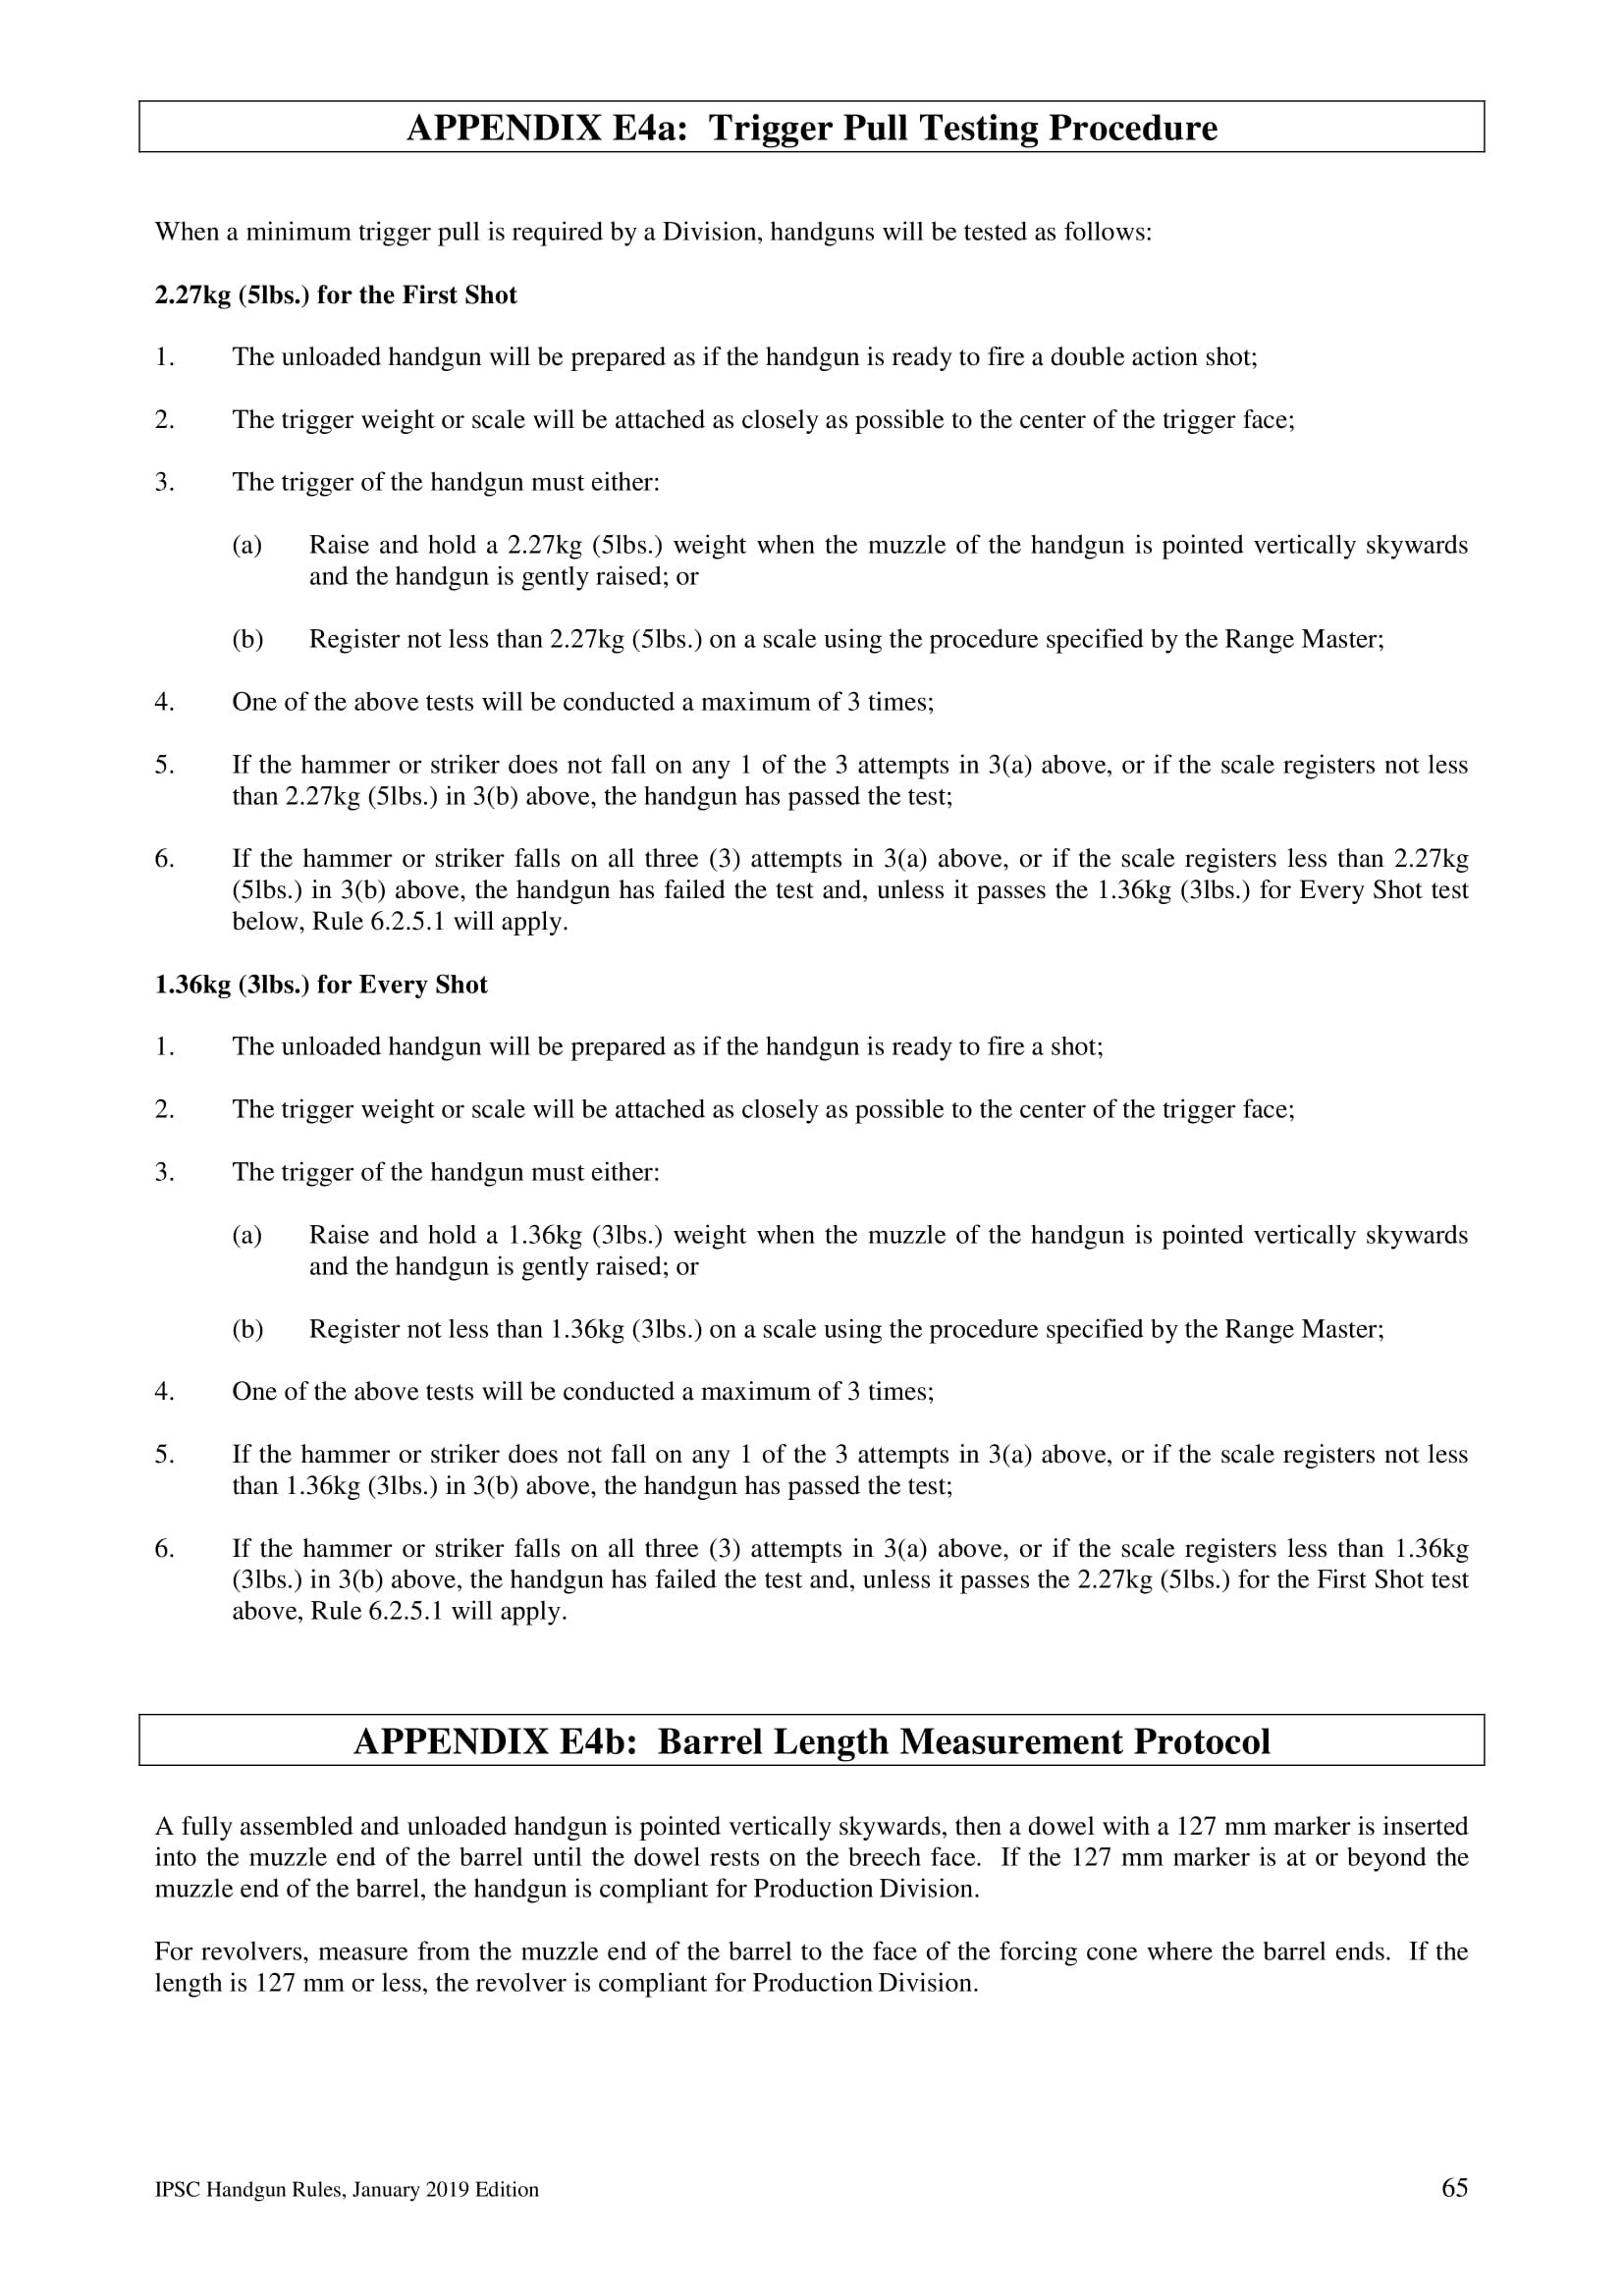 APPENDIX E4a: Trigger Pull Testing Procedure
When a minimum trigger pull is required by a Division, handguns will be tested as follows:
2.27kg (5lbs.) for the First Shot
1. The unloaded handgun will be prepared as if the handgun is ready to fire a double action shot;
2. The trigger weight or scale will be attached as closely as possible to the center of the trigger face;
3. The trigger of the handgun must either:
(a) Raise and hold a 2.27kg (5lbs.) weight when the muzzle of the handgun is pointed vertically skywards
and the handgun is gently raised; or
(b) Register not less than 2.27kg (5lbs.) on a scale using the procedure specified by the Range Master;
4. One of the above tests will be conducted a maximum of 3 times;
5. If the hammer or striker does not fall on any 1 of the 3 attempts in 3(a) above, or if the scale registers not less
than 2.27kg (5lbs.) in 3(b) above, the handgun has passed the test;
6. If the hammer or striker falls on all three (3) attempts in 3(a) above, or if the scale registers less than 2.27kg
(5lbs.) in 3(b) above, the handgun has failed the test and, unless it passes the 1.36kg (3lbs.) for Every Shot test
below, Rule 6.2.5.1 will apply.
1.36kg (3lbs.) for Every Shot
1. The unloaded handgun will be prepared as if the handgun is ready to fire a shot;
2. The trigger weight or scale will be attached as closely as possible to the center of the trigger face;
3. The trigger of the handgun must either:
(a) Raise and hold a 1.36kg (3lbs.) weight when the muzzle of the handgun is pointed vertically skywards
and the handgun is gently raised; or
(b) Register not less than 1.36kg (3lbs.) on a scale using the procedure specified by the Range Master;
4. One of the above tests will be conducted a maximum of 3 times;
5. If the hammer or striker does not fall on any 1 of the 3 attempts in 3(a) above, or if the scale registers not less
than 1.36kg (3lbs.) in 3(b) above, the handgun has passed the test;
6. If the hammer or striker falls on all three (3) attempts in 3(a) above, or if the scale registers less than 1.36kg
(3lbs.) in 3(b) above, the handgun has failed the test and, unless it passes the 2.27kg (5lbs.) for the First Shot test
above, Rule 6.2.5.1 will apply.
APPENDIX E4b: Barrel Length Measurement Protocol
A fully assembled and unloaded handgun is pointed vertically skywards, then a dowel with a 127 mm marker is inserted
into the muzzle end of the barrel until the dowel rests on the breech face. If the 127 mm marker is at or beyond the
muzzle end of the barrel, the handgun is compliant for Production Division.
For revolvers, measure from the muzzle end of the barrel to the face of the forcing cone where the barrel ends. If the
length is 127 mm or less, the revolver is compliant for Production Division.
IPSC Handgun Rules, January 2019 Edition 65